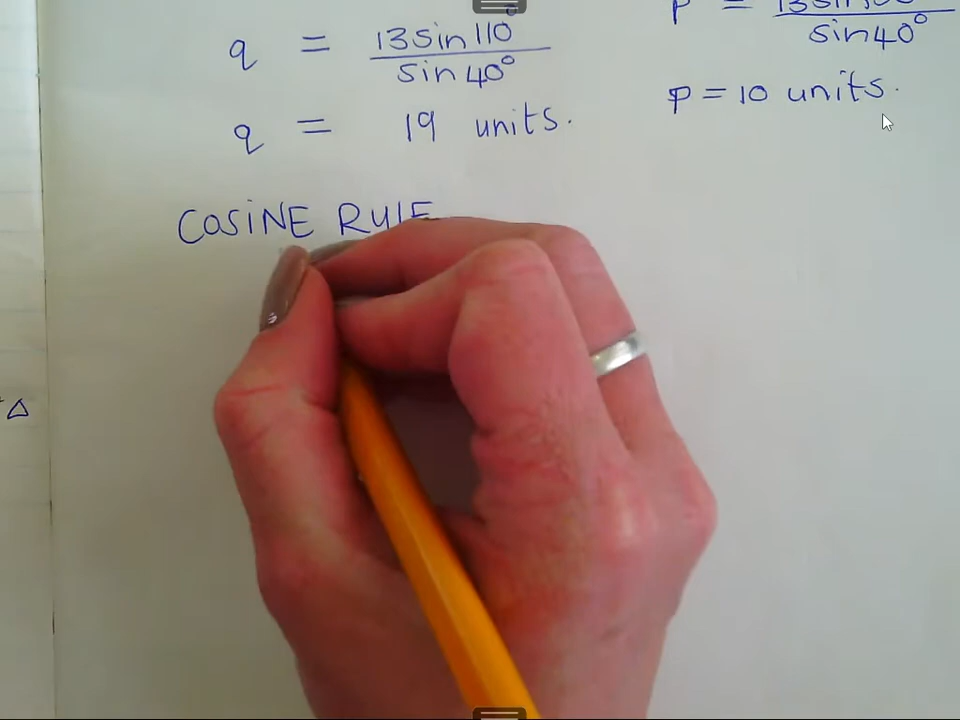 q = 13sin110°
sin40°
q = 19 units.
p =
sin40°
p = 10 units.
COSINE RULE